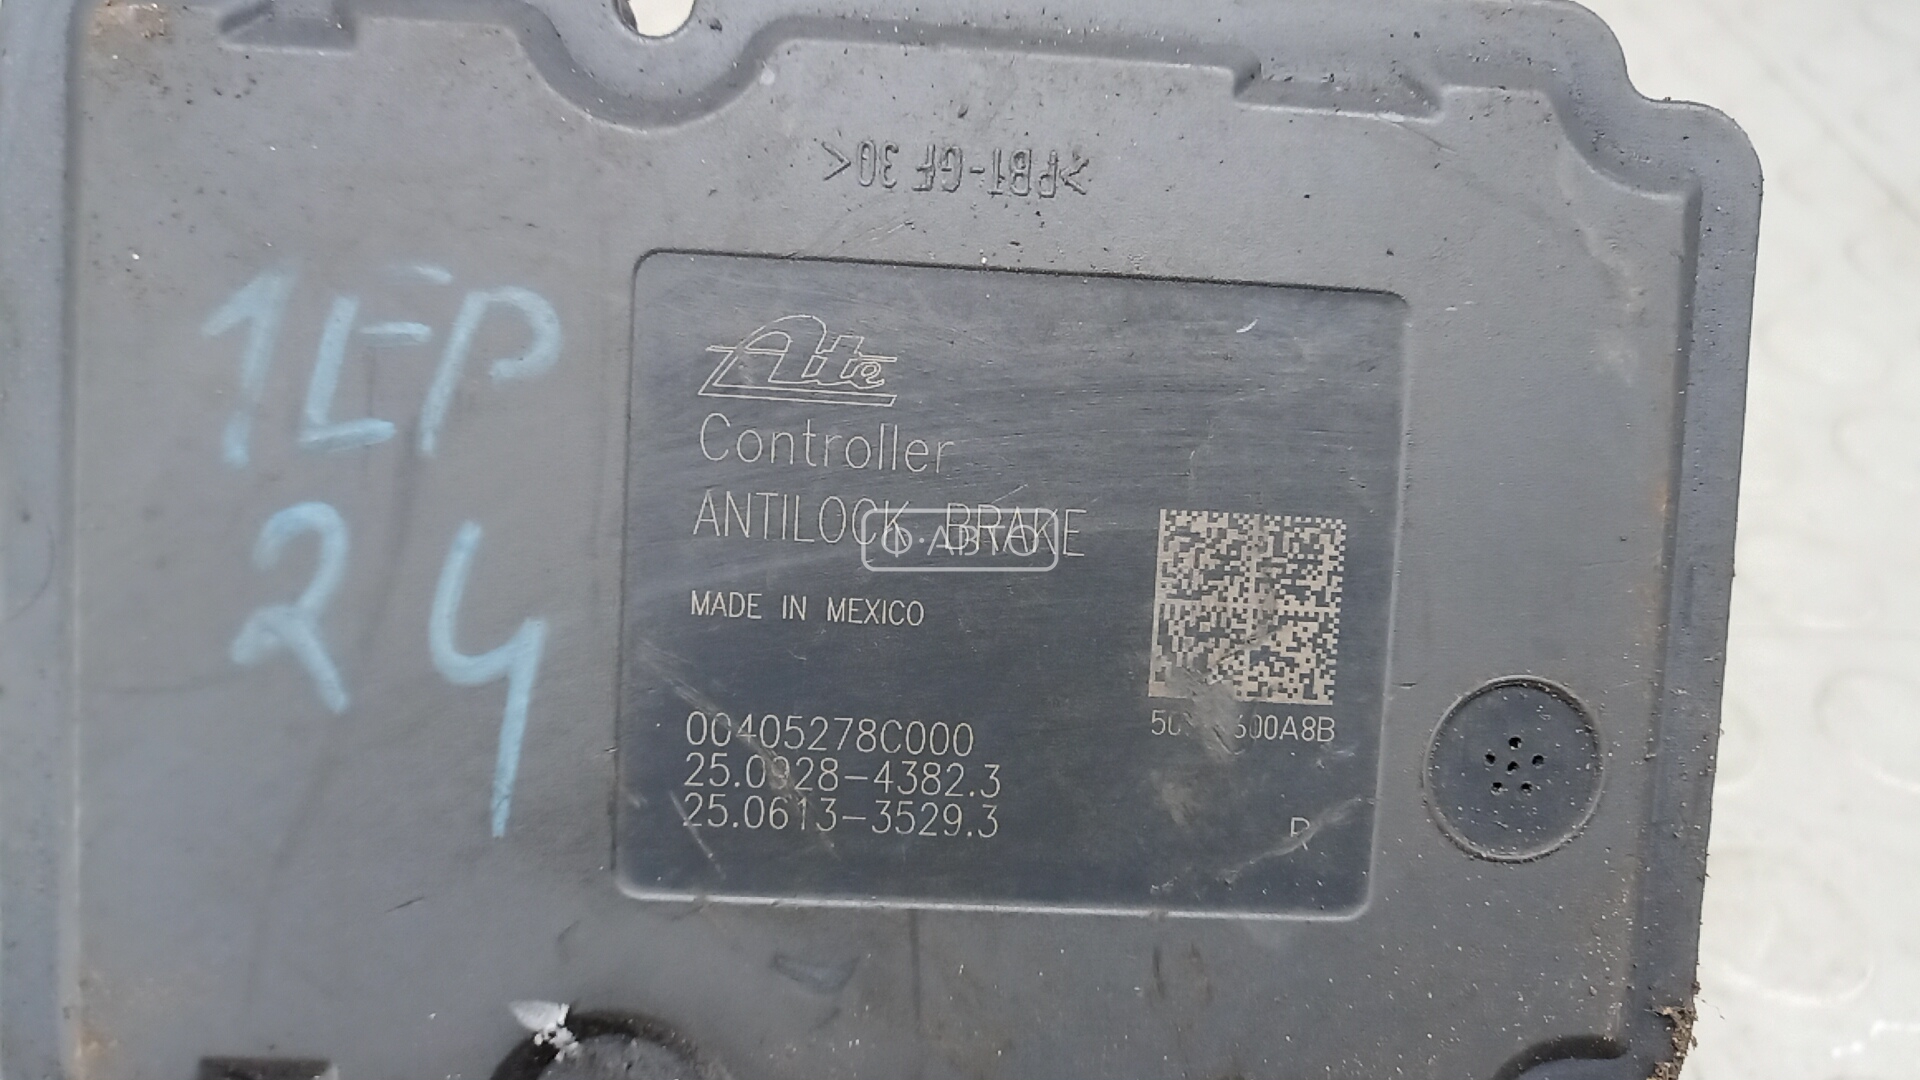 >PBT-GF 30<
1EP
24
Ate
Controller
ANTILOCK BRAKE
Ф·АВТО
MADE IN MEXICO
00405278C000
25.0928-4382.3
25.0613-3529.3